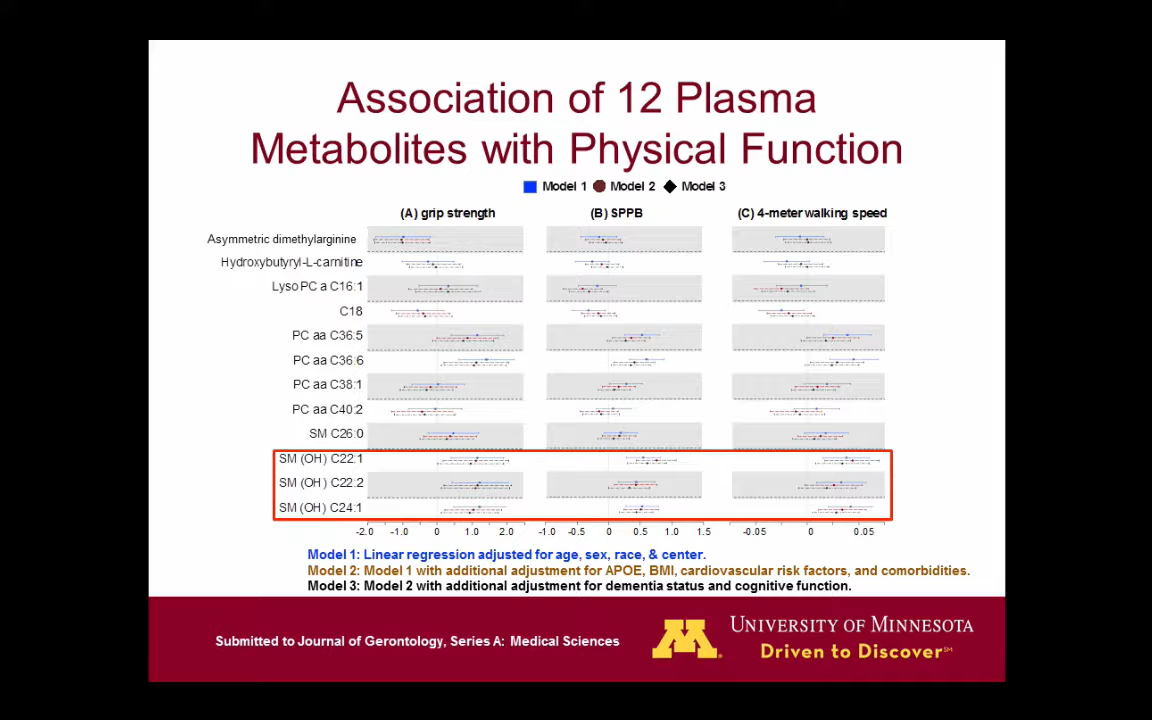 Association of 12 Plasma
Metabolites with Physical Function
Model 1 Model 2 Model 3
(A) grip strength (B) SPPB (C) 4-meter walking speed
Asymmetric dimethylarginine
Hydroxybutyryl-L-carnitine
Lyso PC a C16:1
C18
PC aa C36:5
PC aa C36:6
PC aa C38:1
PC aa C40:2
SM C26:0
SM (OH) C22:1
SM (OH) C22:2
SM (OH) C24:1
-2.0 -1.0 0 1.0 2.0 -1.0 -0.5 0 0.5 1.0 1.5 -0.05 0 0.05
Model 1: Linear regression adjusted for age, sex, race, & center.
Model 2: Model 1 with additional adjustment for APOE, BMI, cardiovascular risk factors, and comorbidities.
Model 3: Model 2 with additional adjustment for dementia status and cognitive function.
Submitted to Journal of Gerontology, Series A: Medical Sciences
M
UNIVERSITY OF MINNESOTA
Driven to Discover℠